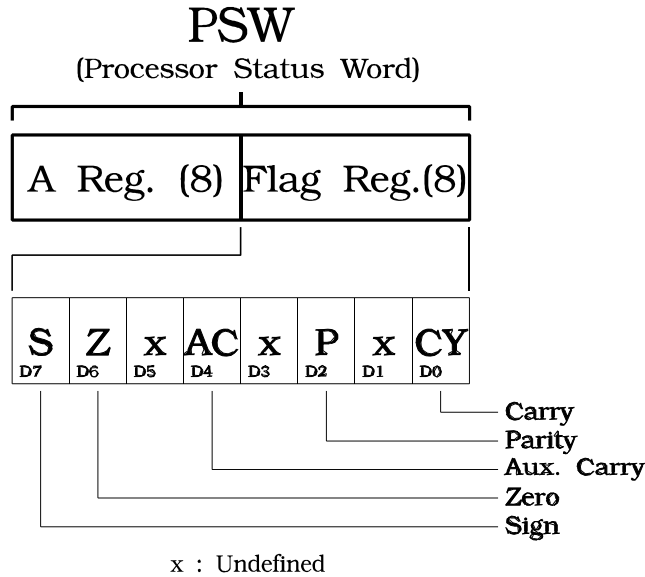 PSW
(Processor Status Word)
A Reg. (8) Flag Reg.(8)
S Z x AC x P x CY
D7 D6 D5 D4 D3 D2 D1 D0
Carry
Parity
Aux. Carry
Zero
Sign
x : Undefined